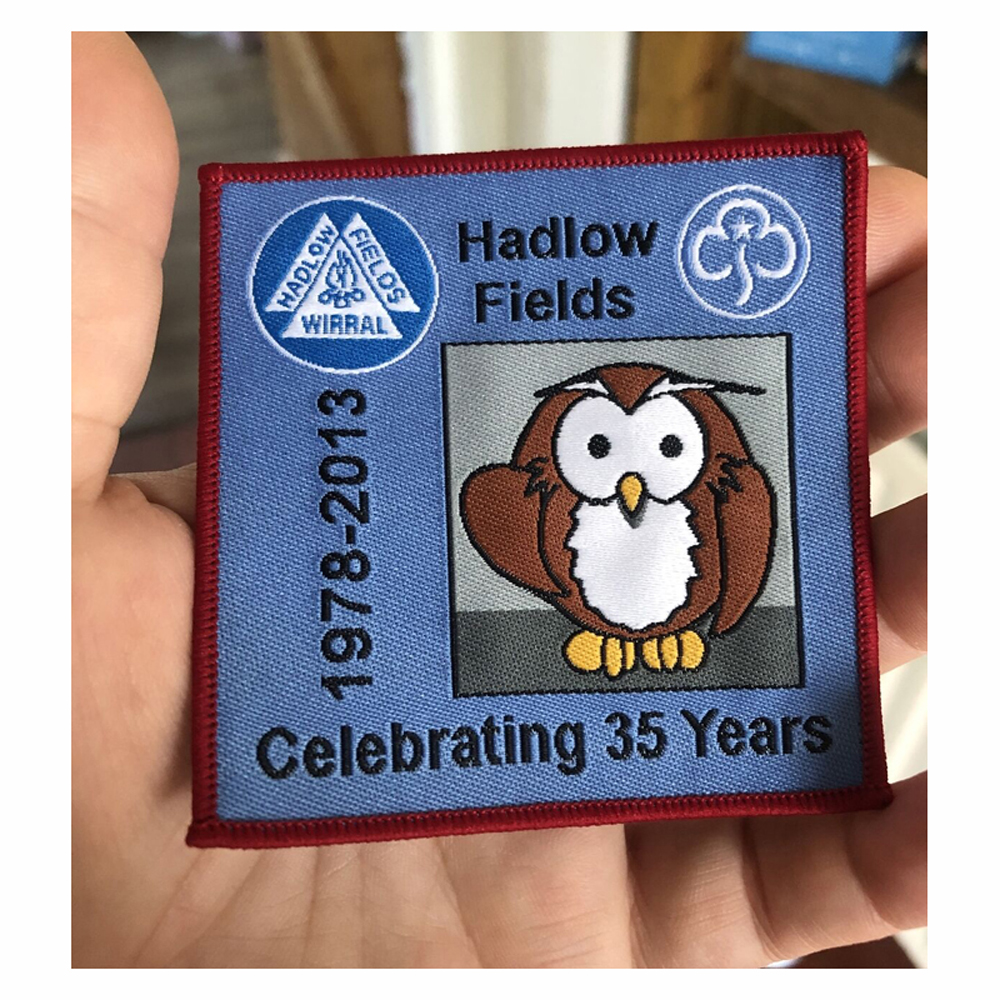 HADLOW
FIELDS
WIRRAL
Hadlow
Fields
1978-2013
Celebrating 35 Years